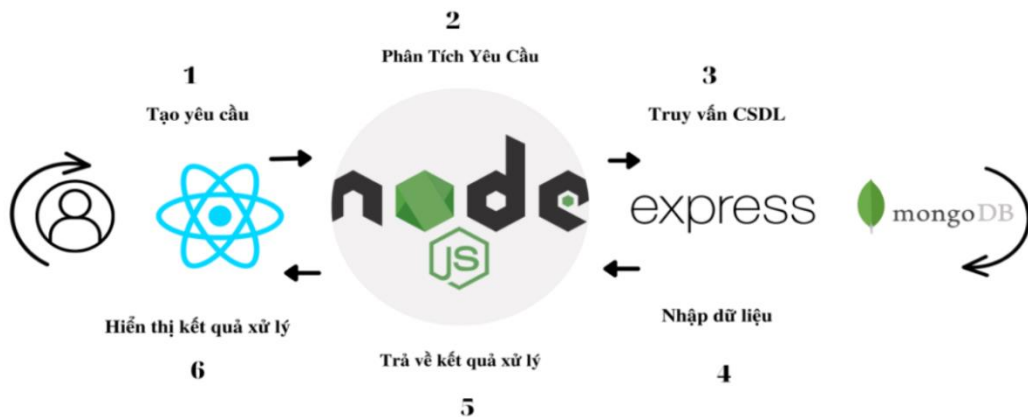 1
Tạo yêu cầu
2
Phân Tích Yêu Cầu
3
Truy vấn CSDL
node
JS
express
mongoDB
Nhập dữ liệu
4
Trả về kết quả xử lý
5
Hiển thị kết quả xử lý
6